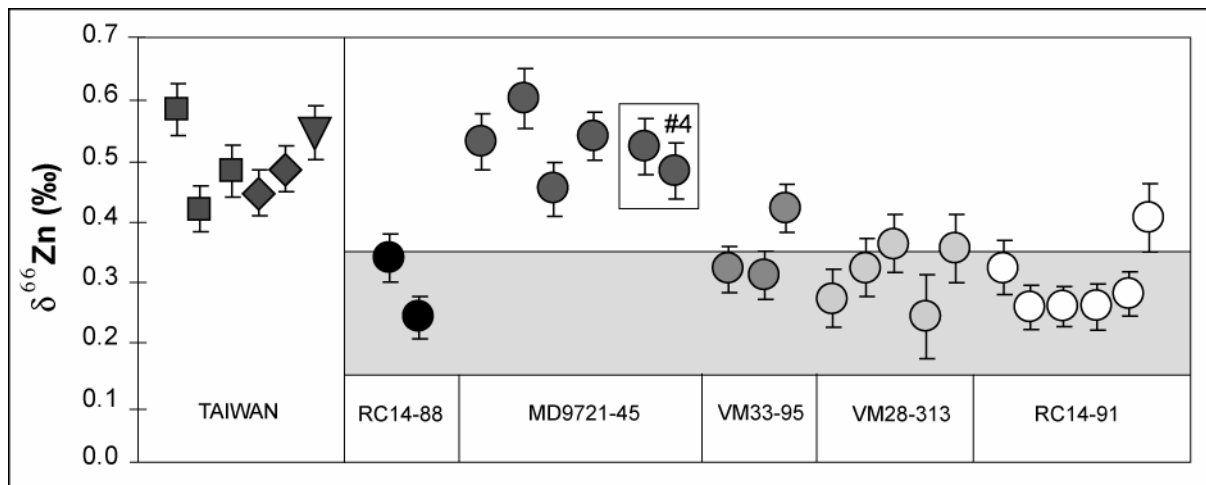 δ⁶⁶Zn (‰)
0.7
0.6
0.5
0.4
0.3
0.2
0.1
0.0
#4
TAIWAN
RC14-88
MD9721-45
VM33-95
VM28-313
RC14-91